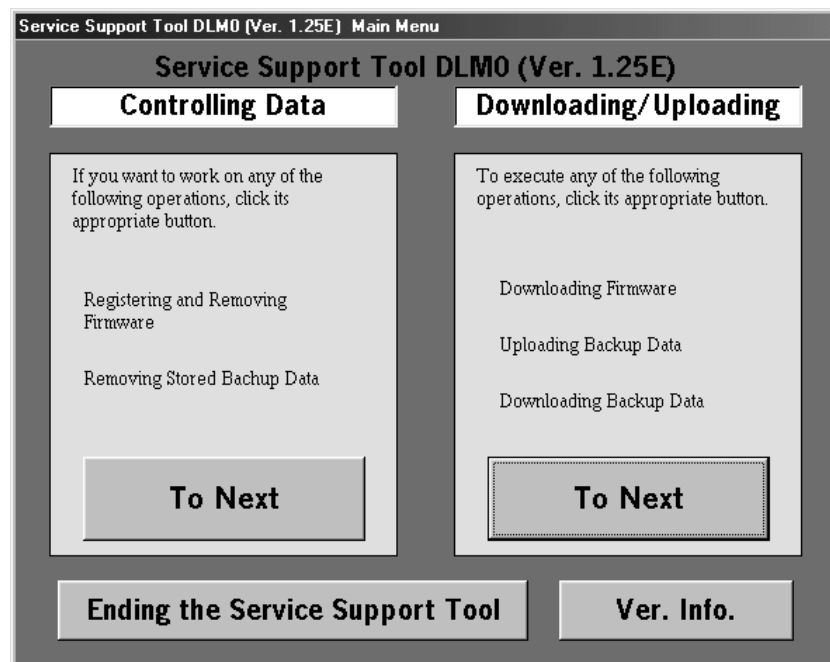 Service Support Tool DLM0 (Ver. 1.25E)  Main Menu
Service Support Tool DLM0 (Ver. 1.25E)
Controlling Data
If you want to work on any of the
following operations, click its
appropriate button.
Registering and Removing
Firmware
Removing Stored Bachup Data
To Next
Downloading/Uploading
To execute any of the following
operations, click its appropriate button.
Downloading Firmware
Uploading Backup Data
Downloading Backup Data
To Next
Ending the Service Support Tool
Ver. Info.